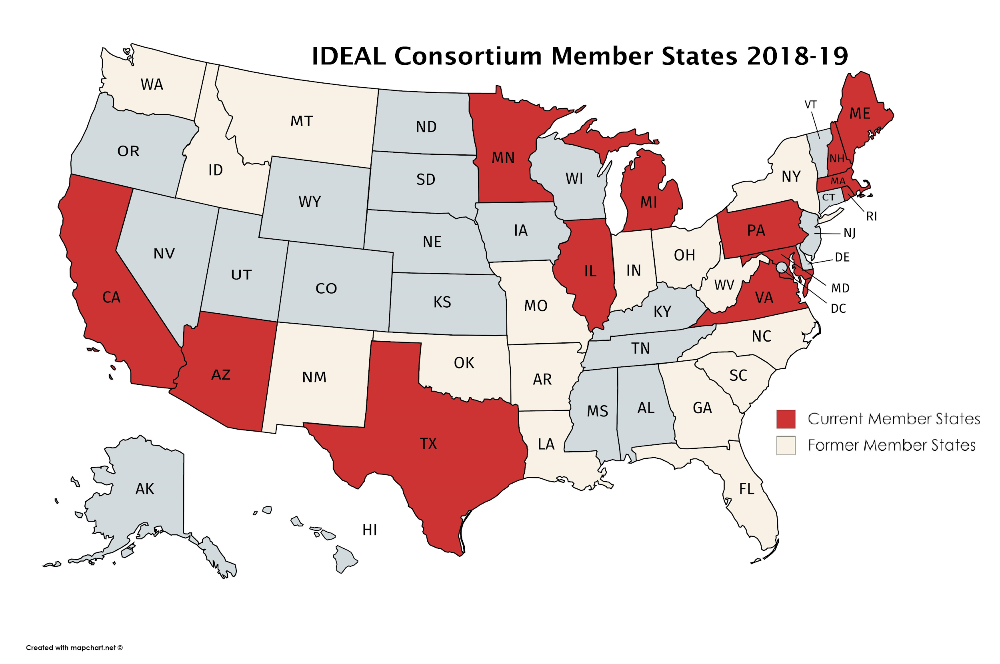 IDEAL Consortium Member States 2018-19
WA
VT
ME
MT
ND
OR
MN
NH
ID
NY
WI
SD
MA
CT
WY
MI
RI
IA
PA
NJ
NE
NV
OH
DE
IN
IL
UT
WV
MD
CO
CA
VA
KS
MO
DC
KY
NC
TN
OK
AZ
NM
AR
SC
MS
AL
GA
Current Member States
TX
LA
Former Member States
AK
FL
HI
Created with mapchart.net ©